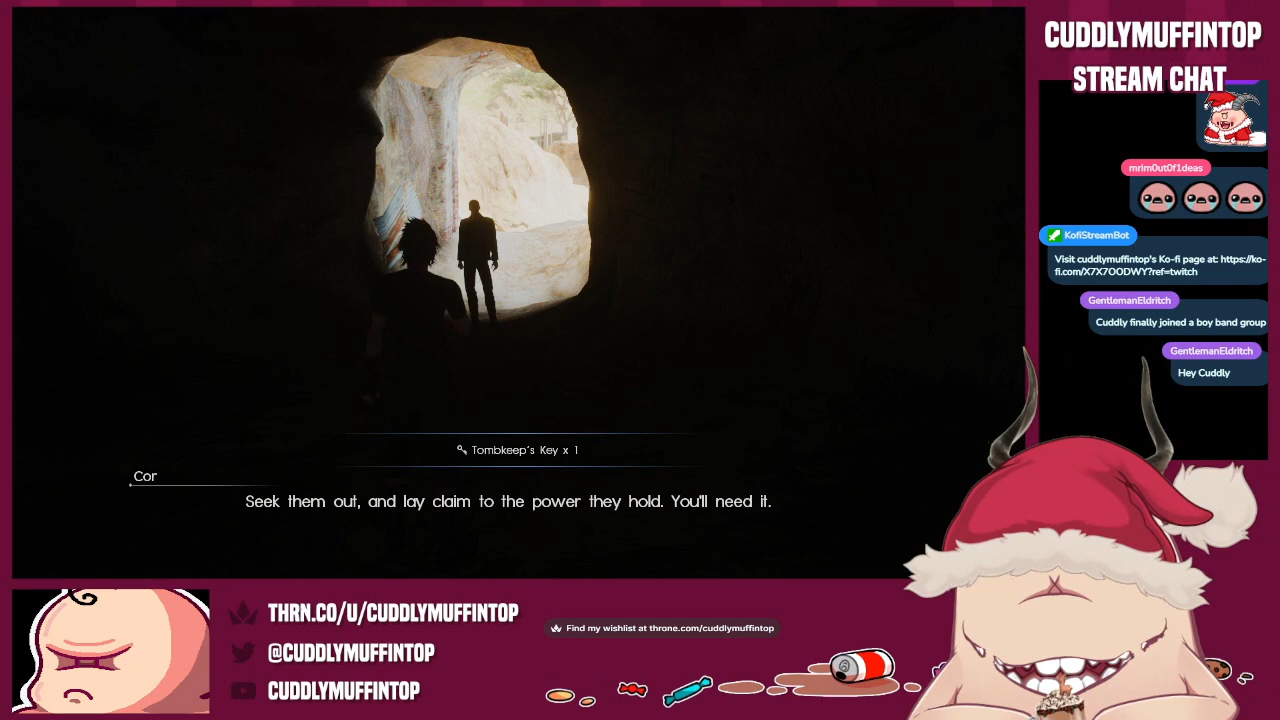 CUDDLYMUFFINTOP
STREAM CHAT
mrim0ut0f1deas
KofiStreamBot
Visit cuddlymuffintop's Ko-fi page at: https://ko-
fi.com/X7X7OODWY?ref=twitch
GentlemanEldritch
Cuddly finally joined a boy band group
GentlemanEldritch
Hey Cuddly
Tombkeep's Key x 1
Cor
Seek them out, and lay claim to the power they hold. You'll need it.
THRN.CO/U/CUDDLYMUFFINTOP
Find my wishlist at throne.com/cuddlymuffintop
@CUDDLYMUFFINTOP
CUDDLYMUFFINTOP